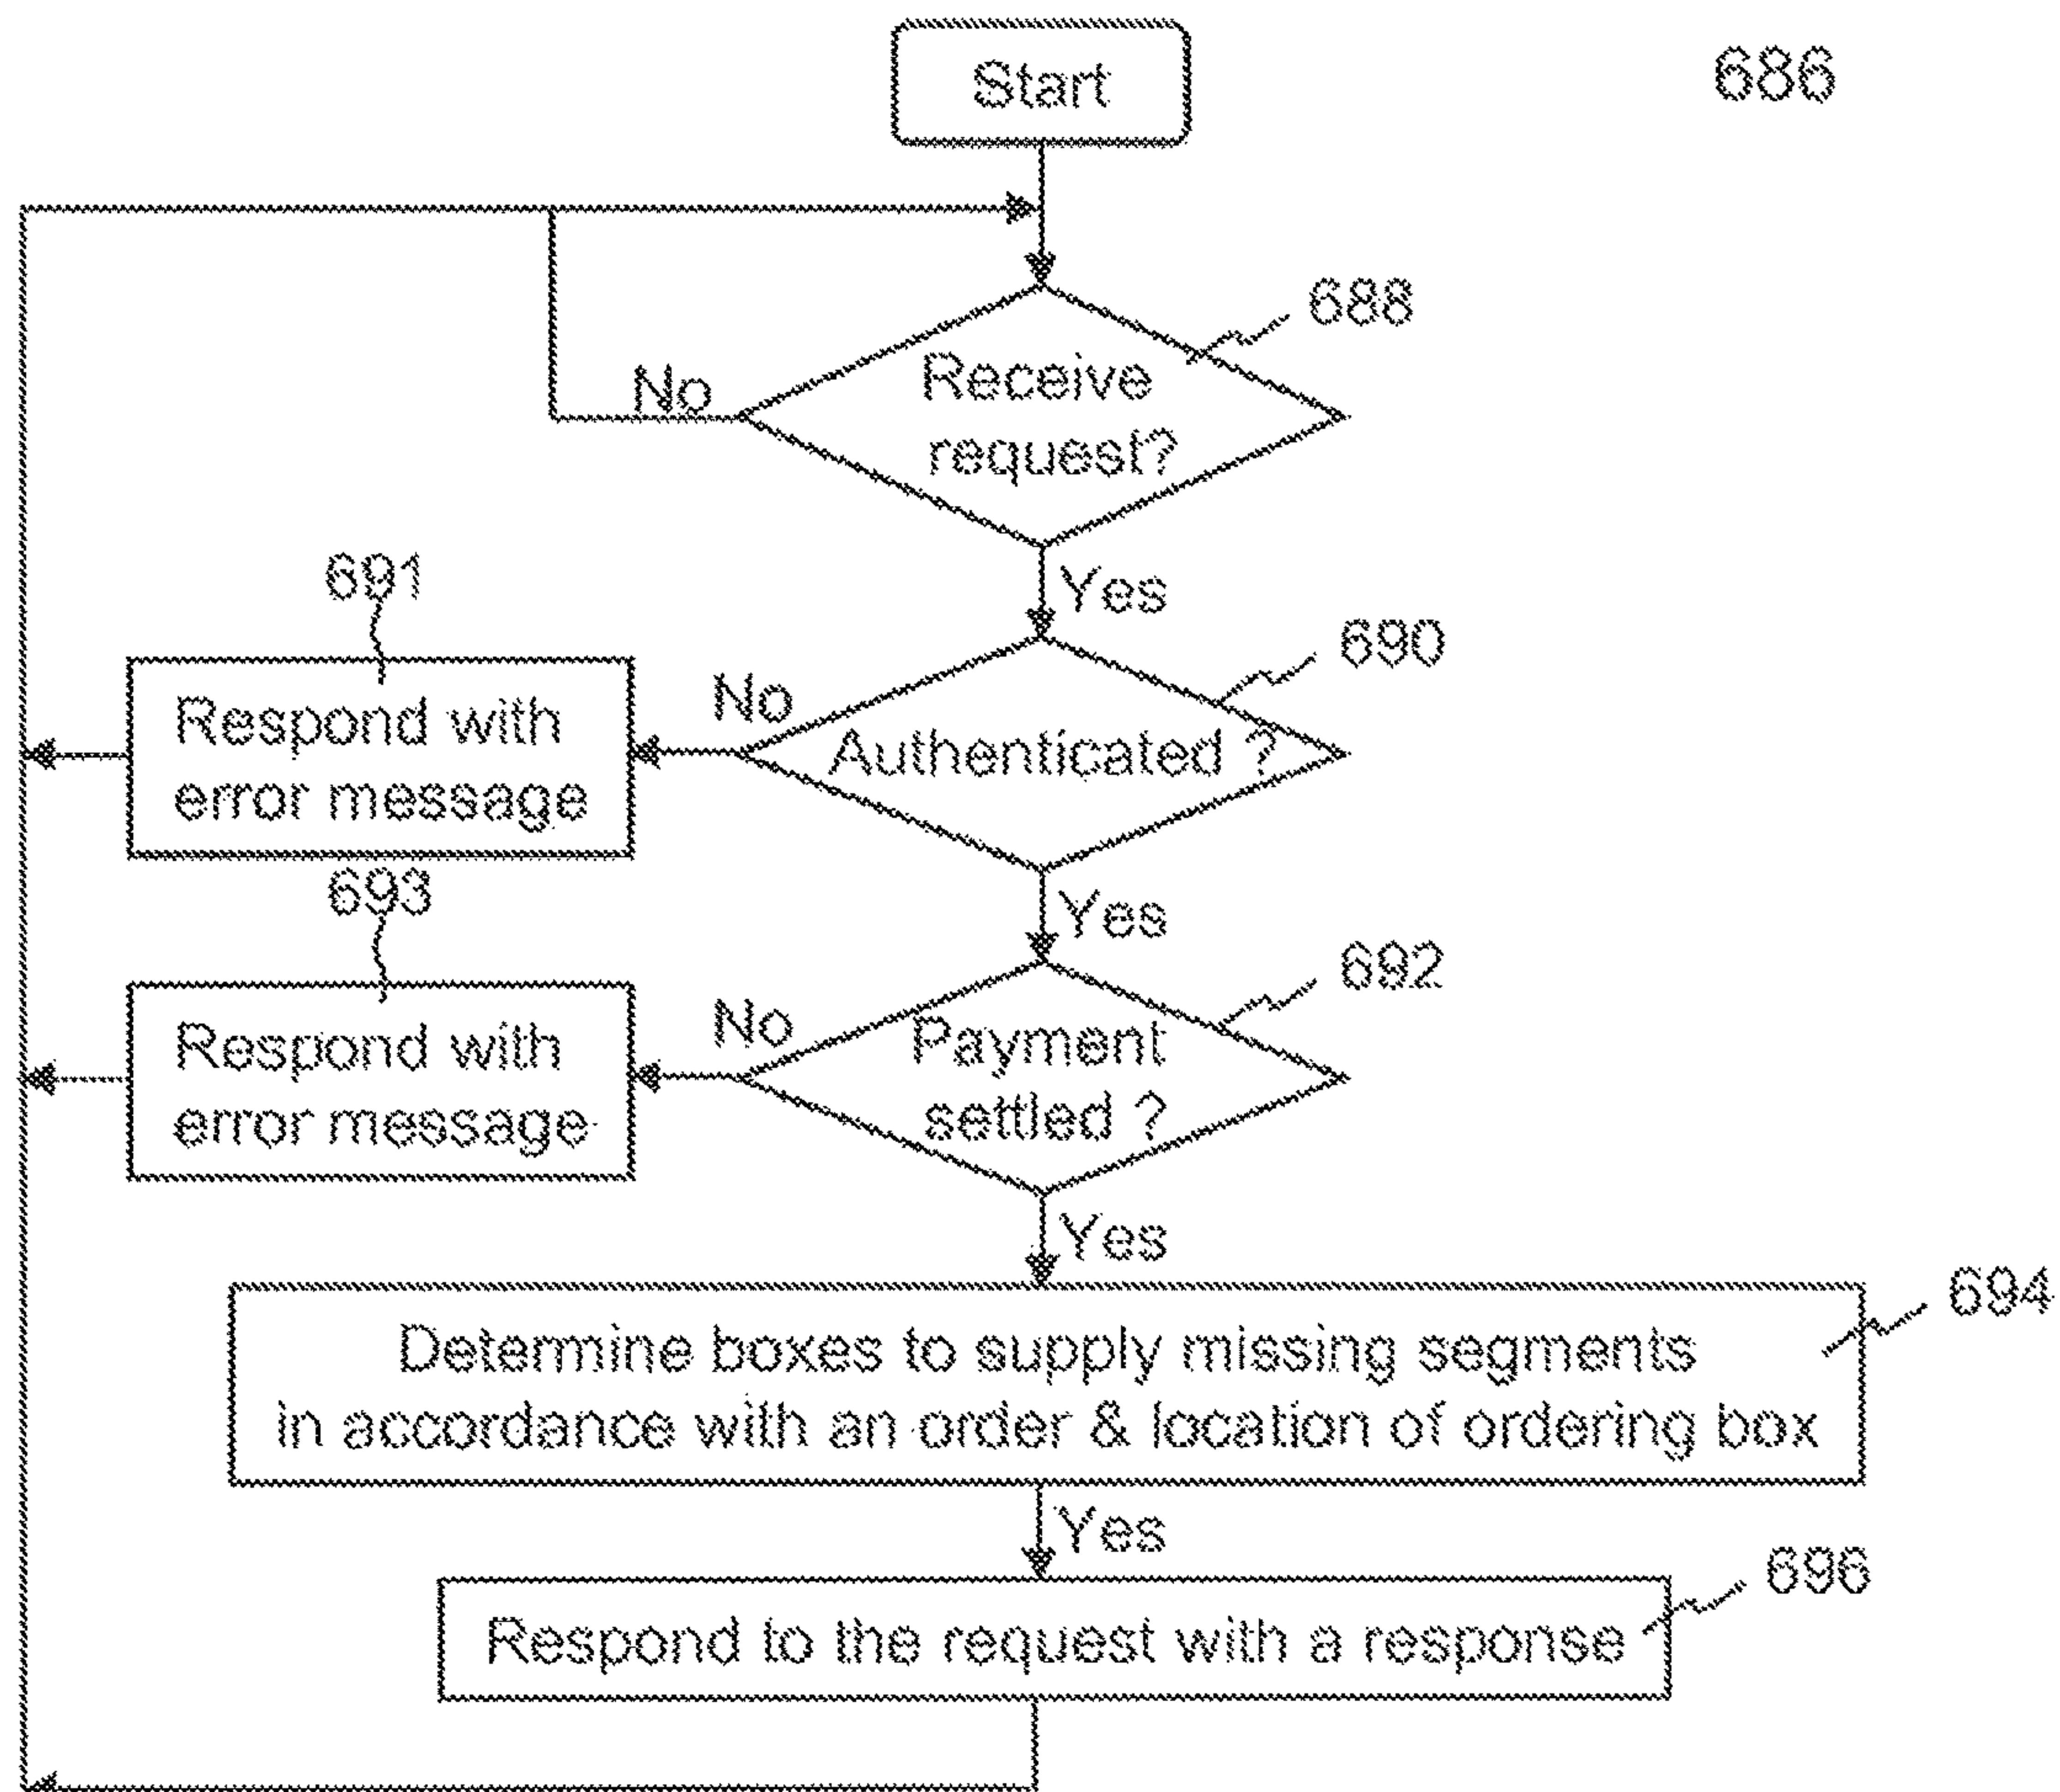 Start
686
688
No
Receive
request?
Yes
691
690
Respond with
error message
No
Authenticated ?
693
Yes
692
Respond with
error message
No
Payment
settled ?
Yes
694
Determine boxes to supply missing segments
in accordance with an order & location of ordering box
Yes
696
Respond to the request with a response